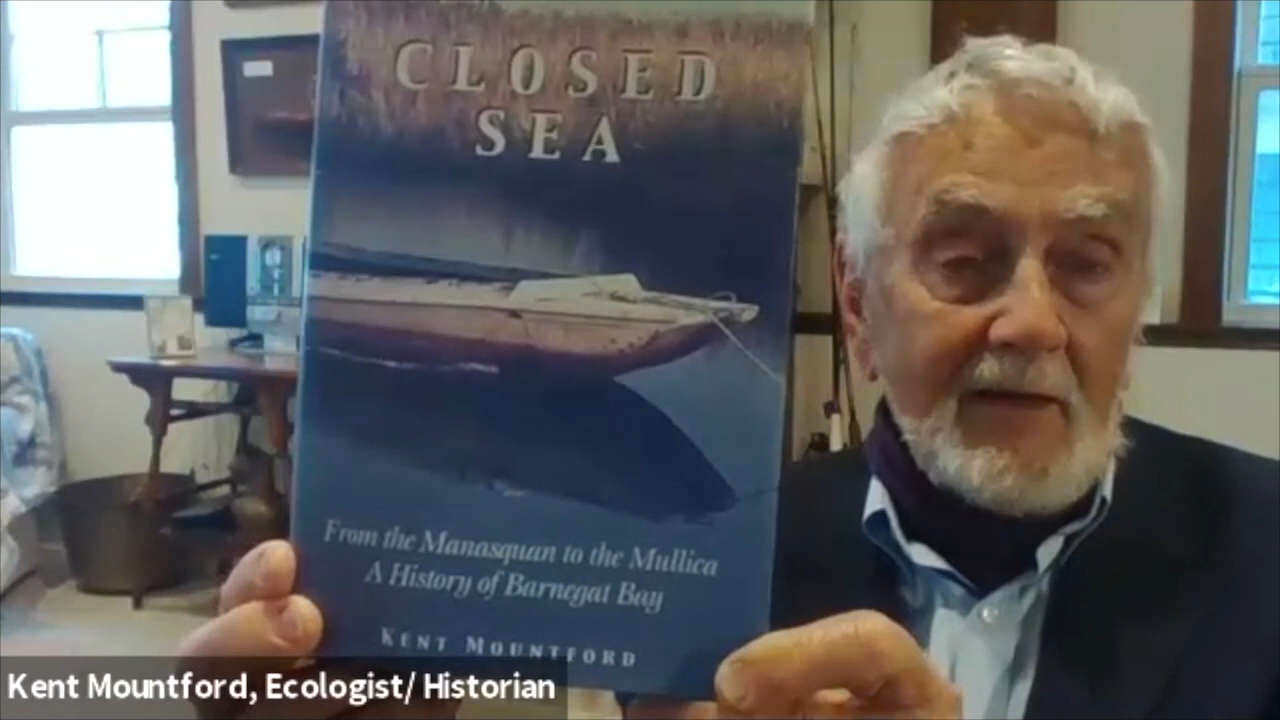 CLOSED
SEA
From the Manasquan to the Mullica
A History of Barnegat Bay
KENT MOUNTFORD
Kent Mountford, Ecologist/ Historian